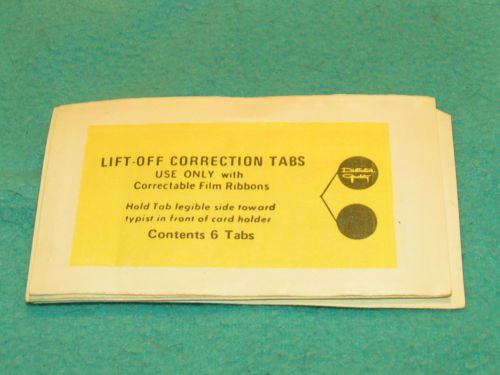 LIFT-OFF CORRECTION TABS
USE ONLY with
Correctable Film Ribbons
Hold Tab legible side toward
typist in front of card holder
Contents 6 Tabs